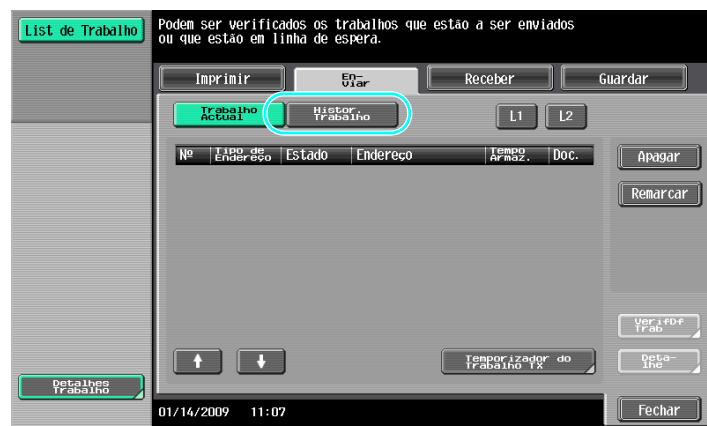 List de Trabalho
Podem ser verificados os trabalhos que estão a ser enviados
ou que estão em linha de espera.
Imprimir
En-
viar
Receber
Guardar
Trabalho
Actual
Histor.
Trabalho
L1
L2
Nº
Tipo de
Endereço
Estado
Endereço
Tempo
Armaz.
Doc.
Apagar
Remarcar
VerifDf
Trab
Temporizador do
Trabalho TX
Deta-
lhe
Detalhes
Trabalho
01/14/2009 11:07
Fechar